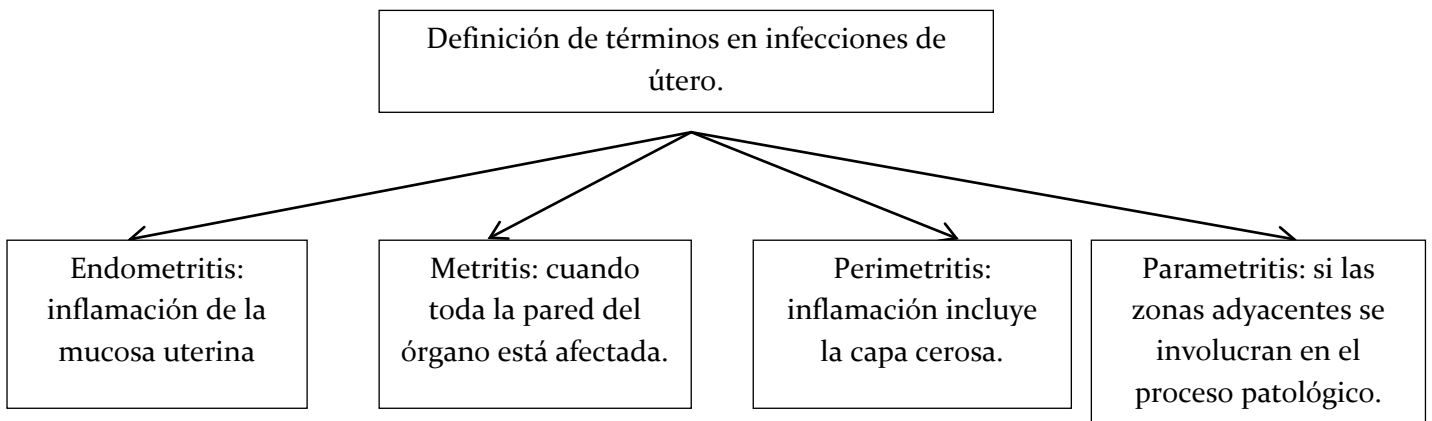 Definición de términos en infecciones de
útero.
Endometritis:
inflamación de la
mucosa uterina
Metritis: cuando
toda la pared del
órgano está afectada.
Perimetritis:
inflamación incluye
la capa cerosa.
Parametritis: si las
zonas adyacentes se
involucran en el
proceso patológico.